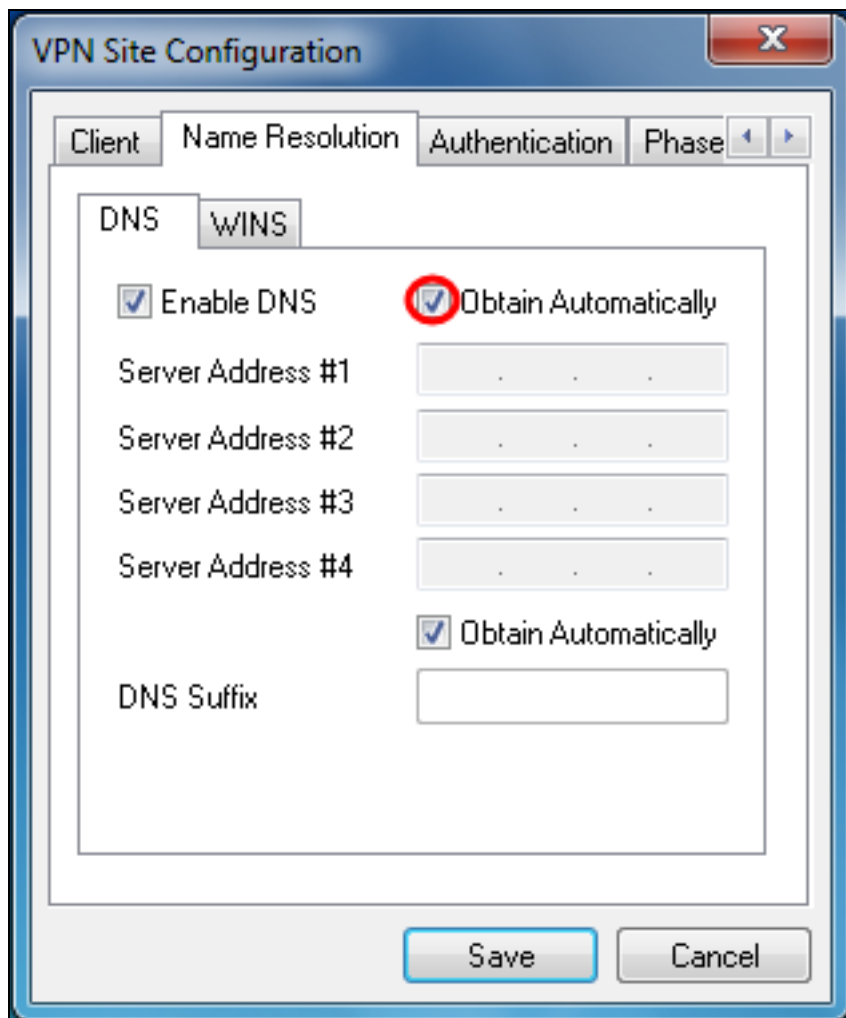 VPN Site Configuration
Client Name Resolution Authentication Phase
DNS WINS
Enable DNS Obtain Automatically
Server Address #1 . . .
Server Address #2 . . .
Server Address #3 . . .
Server Address #4 . . .
Obtain Automatically
DNS Suffix
Save Cancel